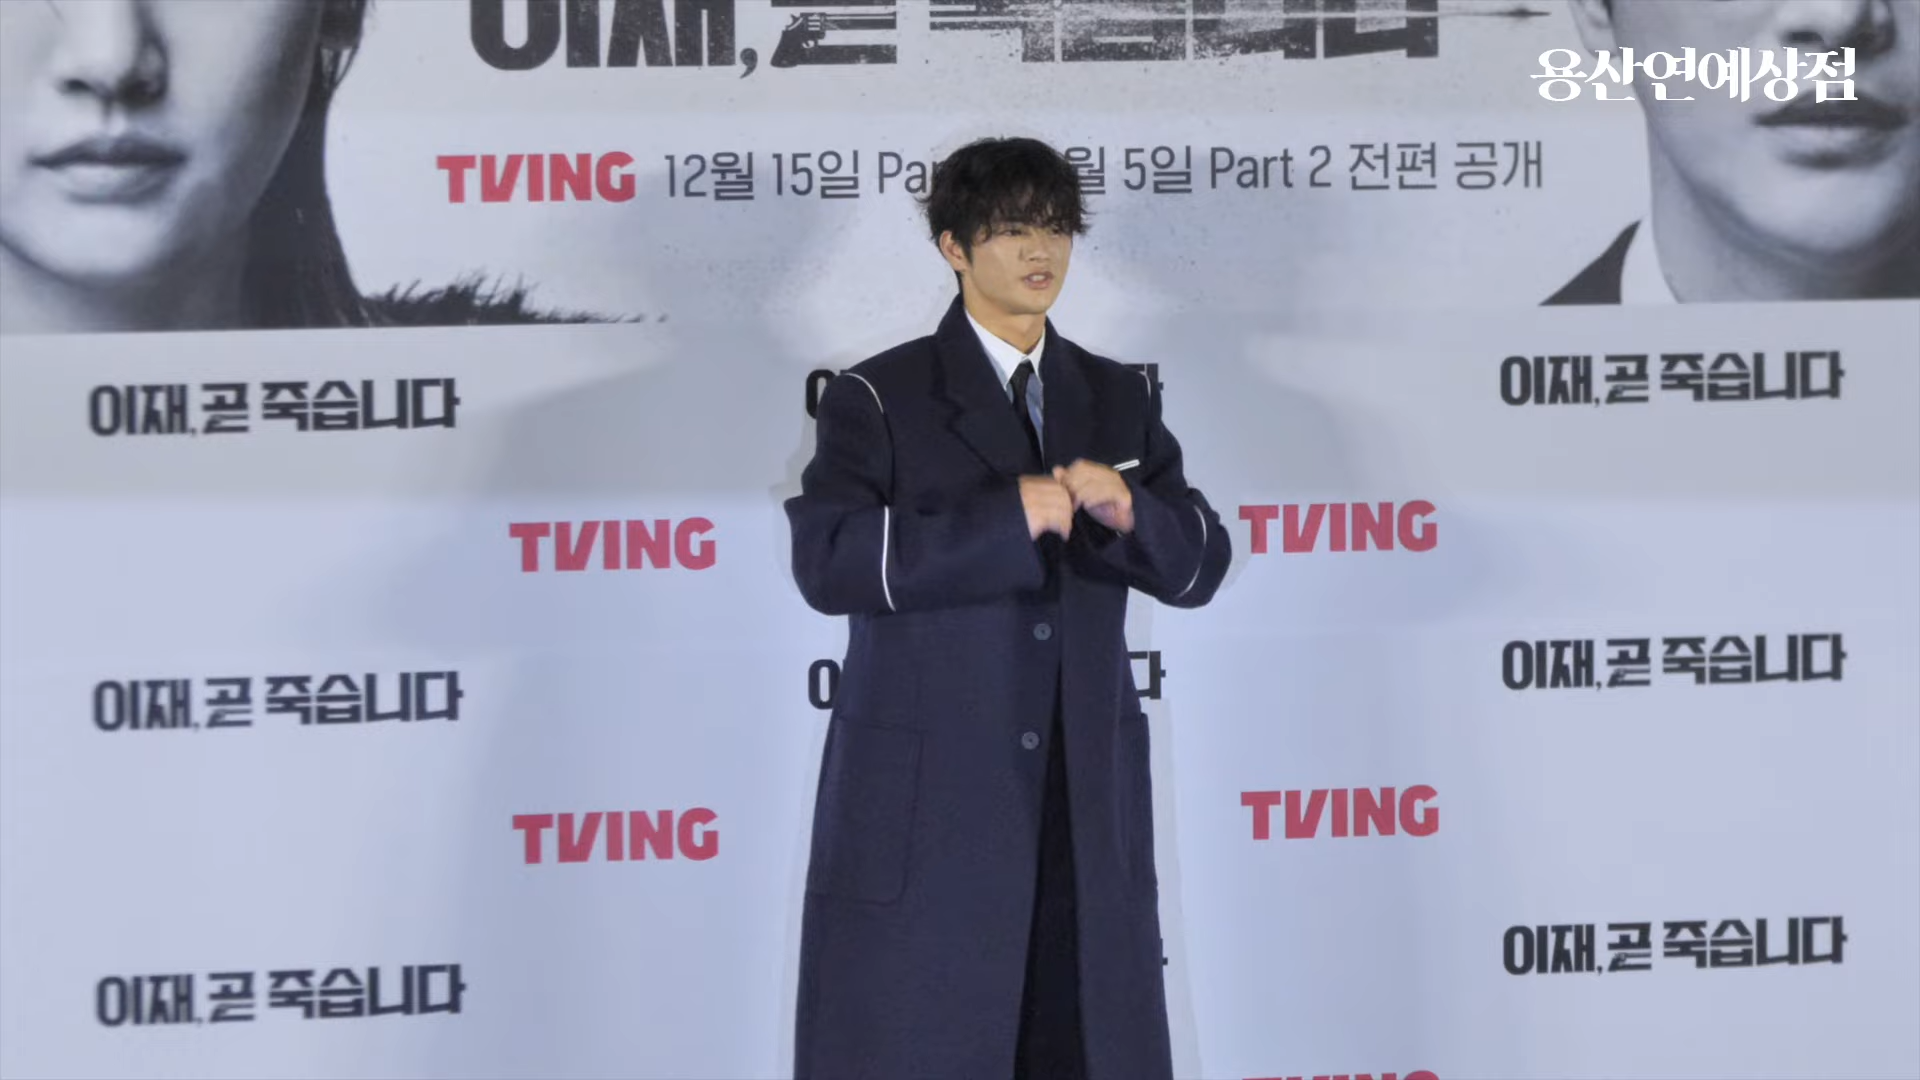 이재, 곧 죽습니다
용산연예상점
TVING 12월 15일 Pa 월 5일 Part 2 전편 공개
이재, 곧 죽습니다
이재, 곧 죽습니다
TVING
TVING
이재, 곧 죽습니다
이재, 곧 죽습니다
TVING
TVING
이재, 곧 죽습니다
이재, 곧 죽습니다